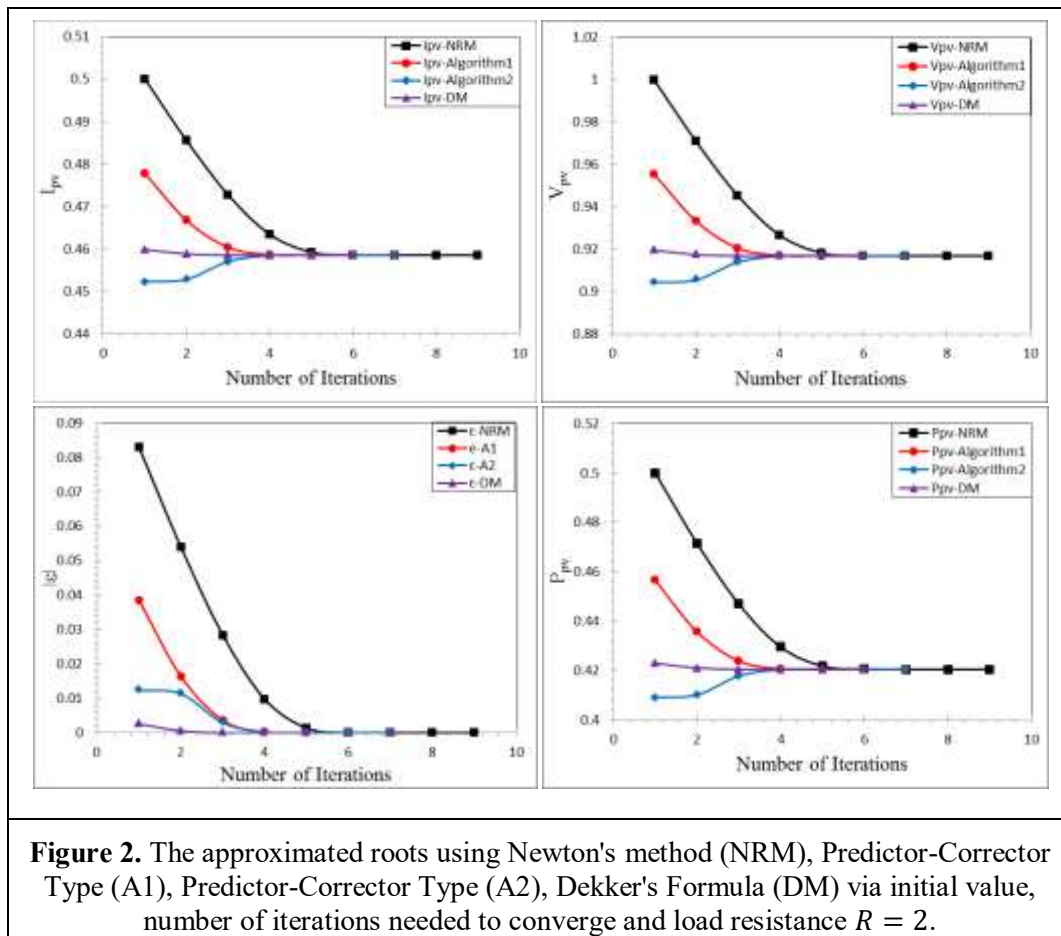 0.51
0.5
0.49
0.48
0.47
0.46
0.45
0.44
Ipv
Ipv-NRM
Ipv-Algorithm1
Ipv-Algorithm2
Ipv-DM
0 2 4 6 8 10
Number of Iterations
1.02
1
0.98
0.96
0.94
0.92
0.9
0.88
Vpv
Vpv-NRM
Vpv-Algorithm1
Vpv-Algorithm2
Vpv-DM
0 2 4 6 8 10
Number of Iterations
0.09
0.08
0.07
0.06
0.05
0.04
0.03
0.02
0.01
0
|ε|
ε-NRM
e-A1
ε-A2
ε-DM
0 2 4 6 8 10
Number of Iterations
0.52
0.5
0.48
0.46
0.44
0.42
0.4
Ppv
Ppv-NRM
Ppv-Algorithm1
Ppv-Algorithm2
Ppv-DM
0 2 4 6 8 10
Number of Iterations
Figure 2. The approximated roots using Newton's method (NRM), Predictor-Corrector
Type (A1), Predictor-Corrector Type (A2), Dekker's Formula (DM) via initial value,
number of iterations needed to converge and load resistance R = 2.